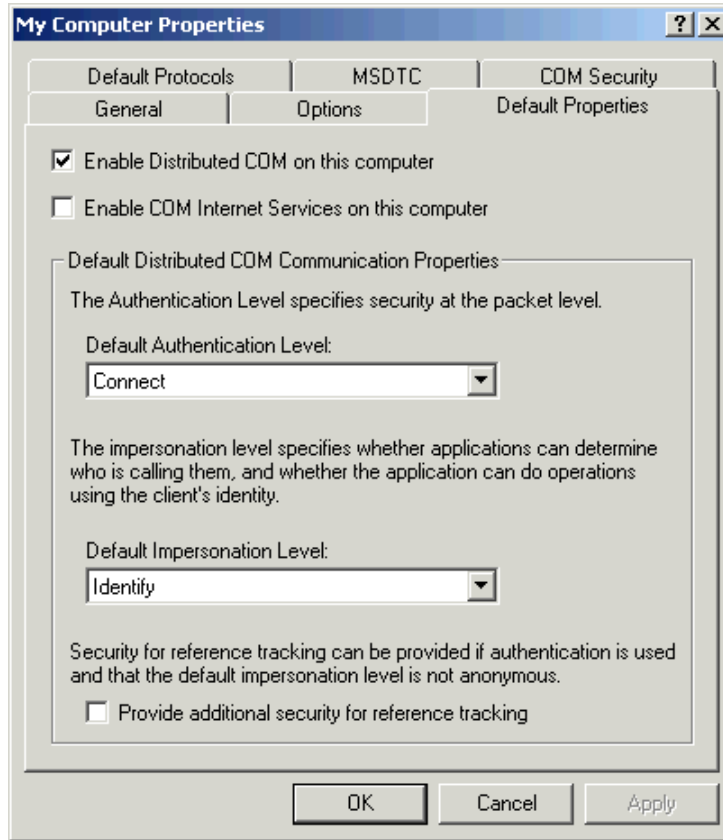 My Computer Properties
Default Protocols
MSDTC
COM Security
General
Options
Default Properties
Enable Distributed COM on this computer
Enable COM Internet Services on this computer
Default Distributed COM Communication Properties
The Authentication Level specifies security at the packet level.
Default Authentication Level:
Connect
The impersonation level specifies whether applications can determine
who is calling them, and whether the application can do operations
using the client's identity.
Default Impersonation Level:
Identify
Security for reference tracking can be provided if authentication is used
and that the default impersonation level is not anonymous.
Provide additional security for reference tracking
OK
Cancel
Apply